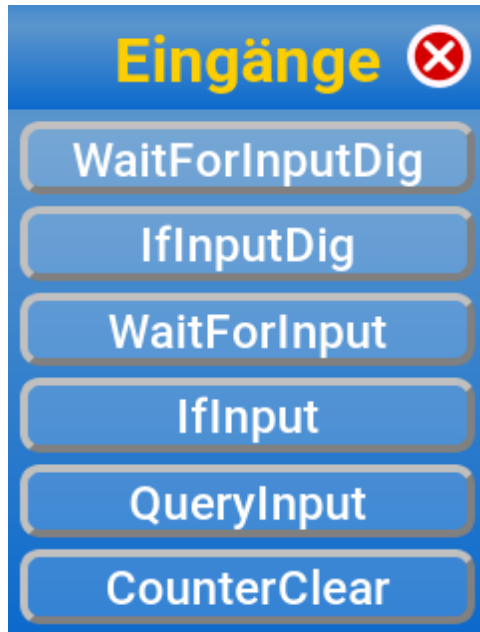 Eingänge
WaitForInputDig
IfInputDig
WaitForInput
IfInput
QueryInput
CounterClear